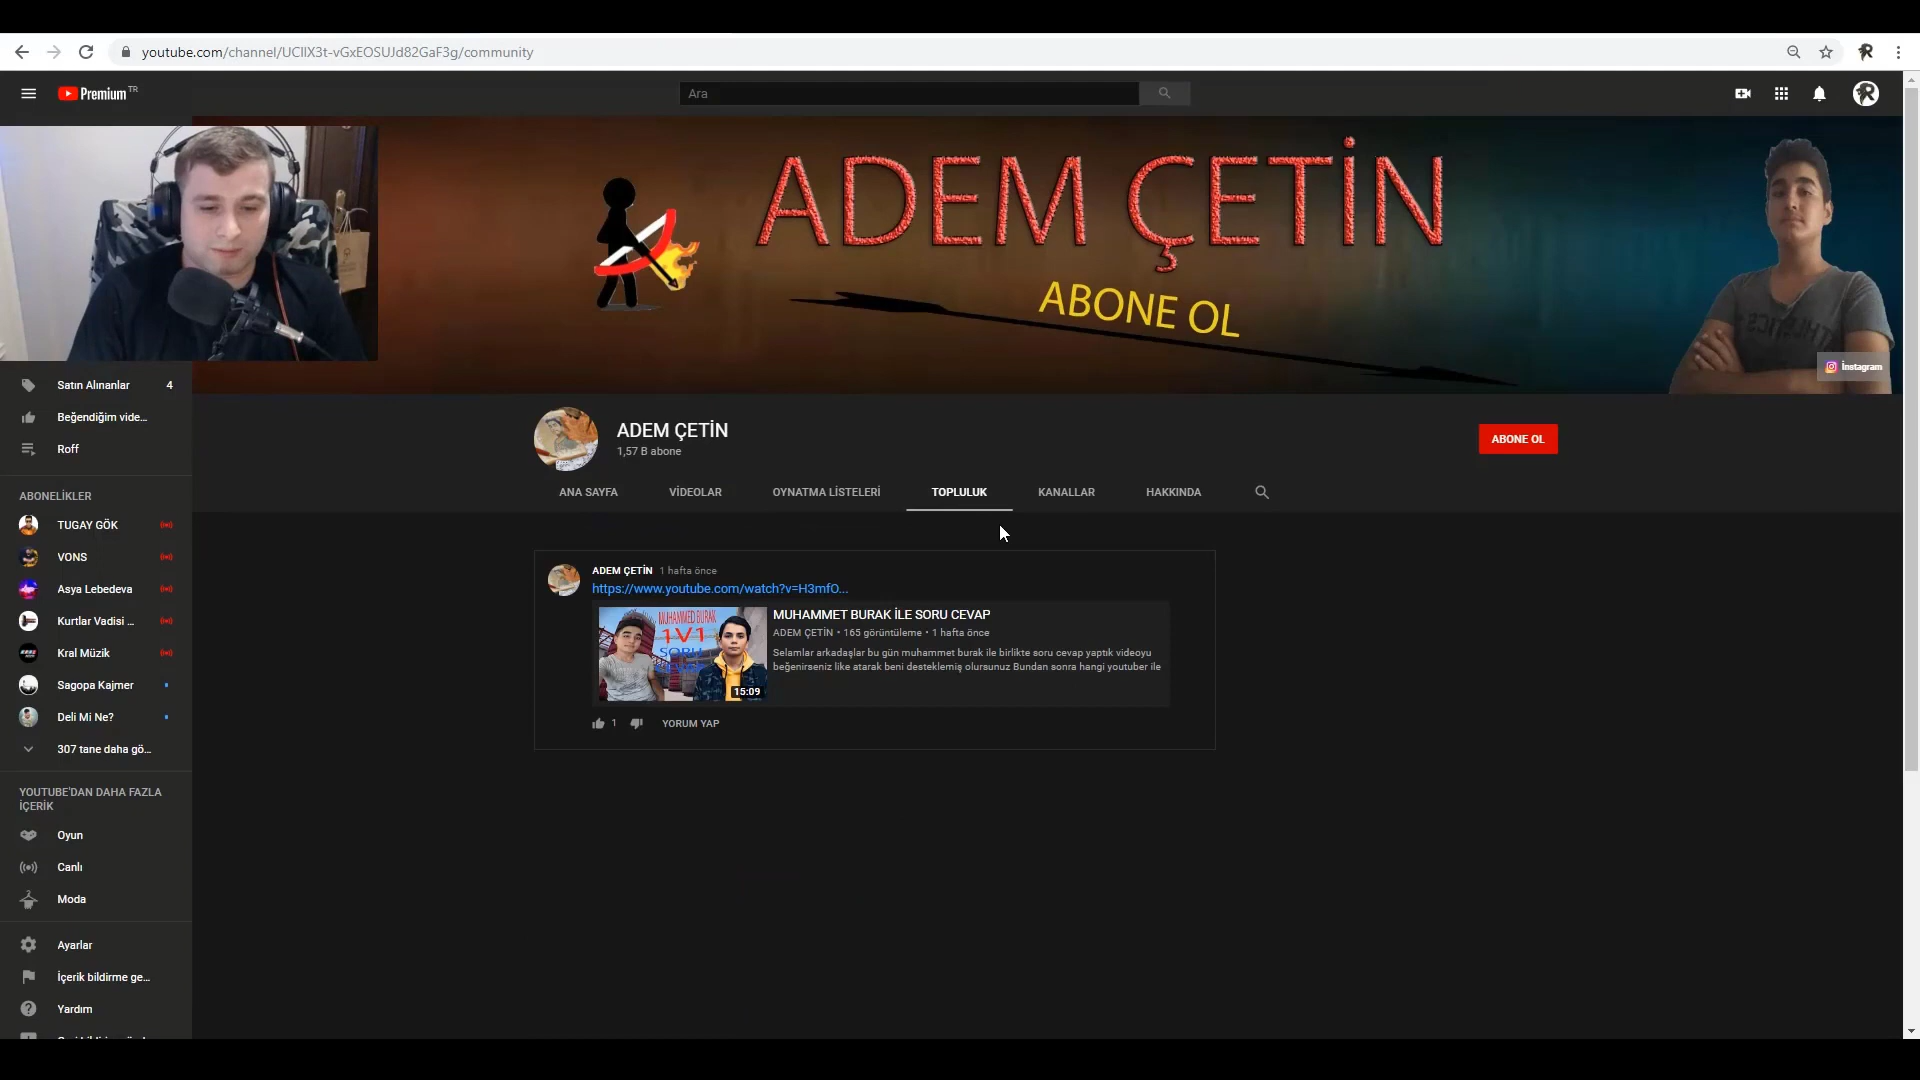 youtube.com/channel/UCIIX3t-vGxEOSUJd82GaF3g/community
Premium TR
Ara
ADEM ÇETİN
ABONE OL
İnstagram
ADEM ÇETİN
1,57 B abone
ABONE OL
ANA SAYFA
VİDEOLAR
OYNATMA LİSTELERİ
TOPLULUK
KANALLAR
HAKKINDA
Satın Alınanlar 4
Beğendiğim vide...
Roff
ABONELİKLER
TUGAY GÖK
VONS
Asya Lebedeva
Kurtlar Vadisi ...
Kral Müzik
Sagopa Kajmer
Deli Mi Ne?
307 tane daha gö...
YOUTUBE'DAN DAHA FAZLA
İÇERİK
Oyun
Canlı
Moda
Ayarlar
İçerik bildirme ge...
Yardım
ADEM ÇETİN 1 hafta önce
https://www.youtube.com/watch?v=H3mfO...
MUHAMMED BURAK
1V1
SORU
CEVAP
15:09
MUHAMMET BURAK İLE SORU CEVAP
ADEM ÇETİN • 165 görüntüleme • 1 hafta önce
Selamlar arkadaşlar bu gün muhammet burak ile birlikte soru cevap yaptık videoyu
beğenirseniz like atarak beni desteklemiş olursunuz Bundan sonra hangi youtuber ile
1
YORUM YAP